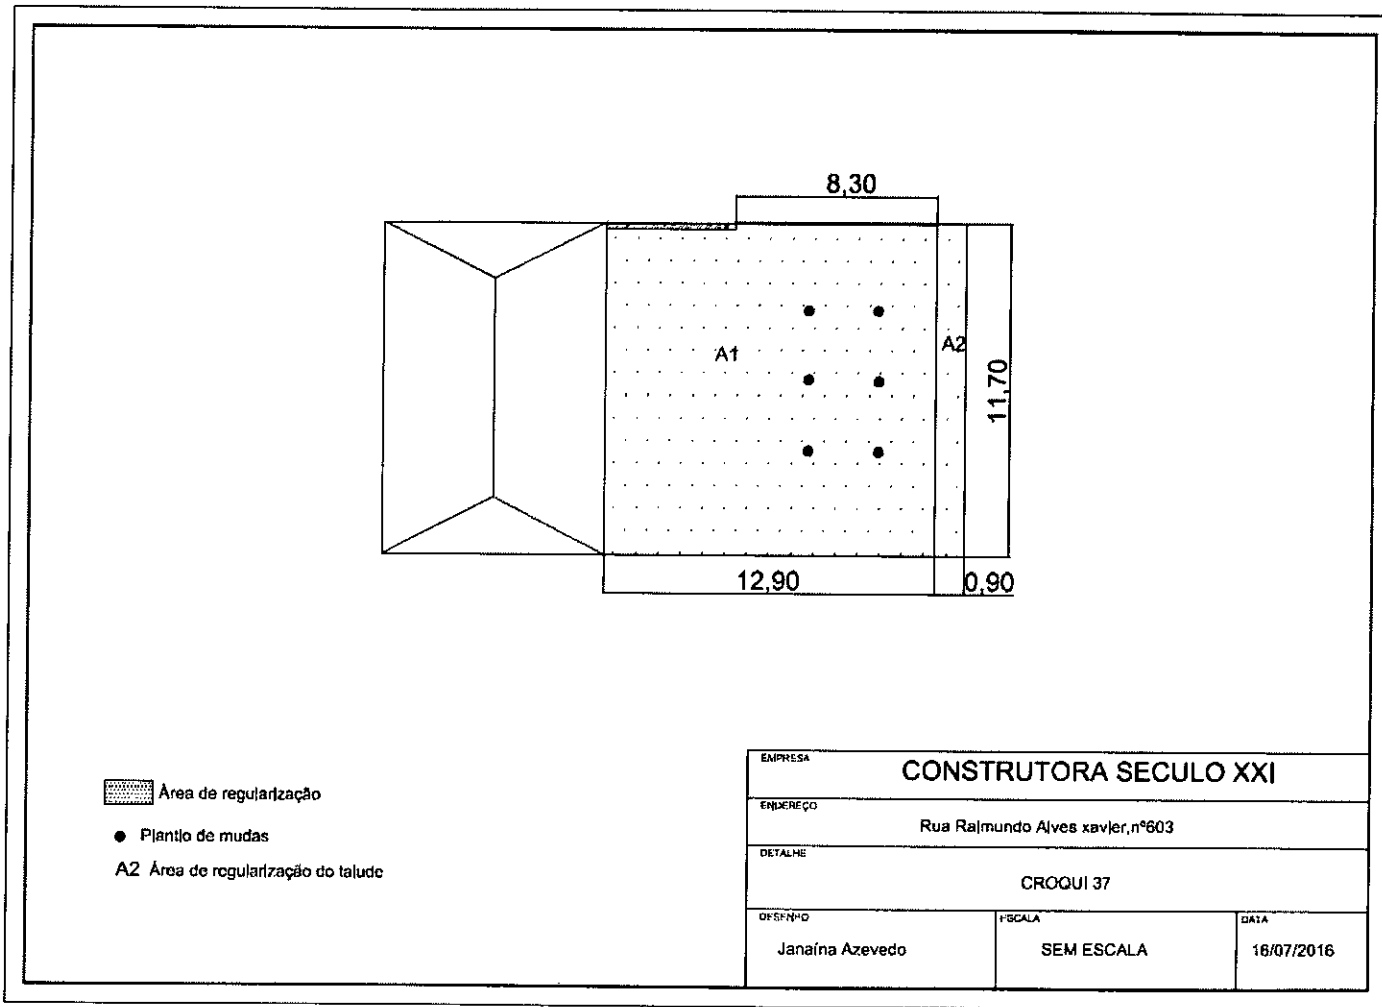 8,30
A1
A2
11,70
12,90
0,90
Área de regularização
Plantio de mudas
A2 Área de regularização do talude
EMPRESA
CONSTRUTORA SECULO XXI
ENDEREÇO
Rua Raimundo Alves xavier,nº603
DETALHE
CROQUI 37
DESENHO
Janaína Azevedo
ESCALA
SEM ESCALA
DATA
16/07/2016